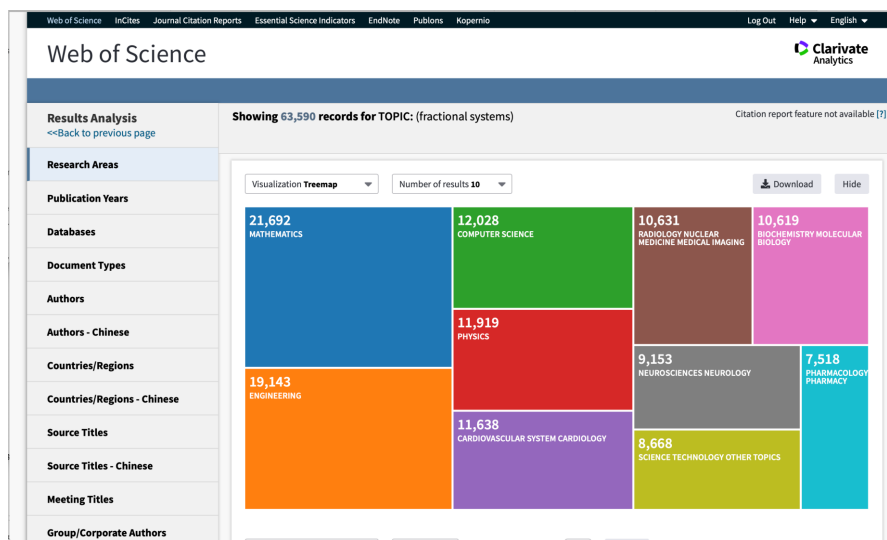 Web of Science InCites Journal Citation Reports Essential Science Indicators EndNote Publons Kopernio Log Out Help English
Web of Science
Clarivate
Analytics
Results Analysis
<<Back to previous page
Showing 63,590 records for TOPIC: (fractional systems)
Citation report feature not available [?]
Research Areas
Publication Years
Databases
Document Types
Authors
Authors - Chinese
Countries/Regions
Countries/Regions - Chinese
Source Titles
Source Titles - Chinese
Meeting Titles
Group/Corporate Authors
Visualization Treemap
Number of results 10
Download
Hide
21,692
MATHEMATICS
12,028
COMPUTER SCIENCE
10,631
RADIOLOGY NUCLEAR
MEDICINE MEDICAL IMAGING
10,619
BIOCHEMISTRY MOLECULAR
BIOLOGY
11,919
PHYSICS
9,153
NEUROSCIENCES NEUROLOGY
7,518
PHARMACOLOGY
PHARMACY
19,143
ENGINEERING
11,638
CARDIOVASCULAR SYSTEM CARDIOLOGY
8,668
SCIENCE TECHNOLOGY OTHER TOPICS